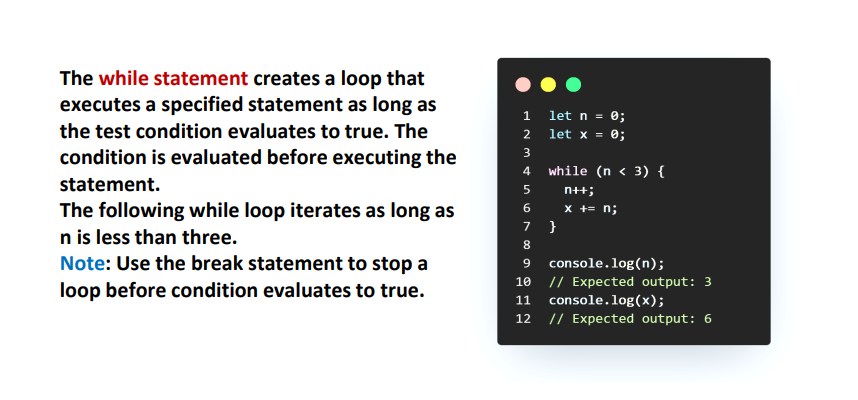 The while statement creates a loop that
executes a specified statement as long as
the test condition evaluates to true. The
condition is evaluated before executing the
statement.
The following while loop iterates as long as
n is less than three.
Note: Use the break statement to stop a
loop before condition evaluates to true.
1 let n = 0;
2 let x = 0;
3
4 while (n < 3) {
5   n++;
6   x += n;
7 }
8
9 console.log(n);
10 // Expected output: 3
11 console.log(x);
12 // Expected output: 6